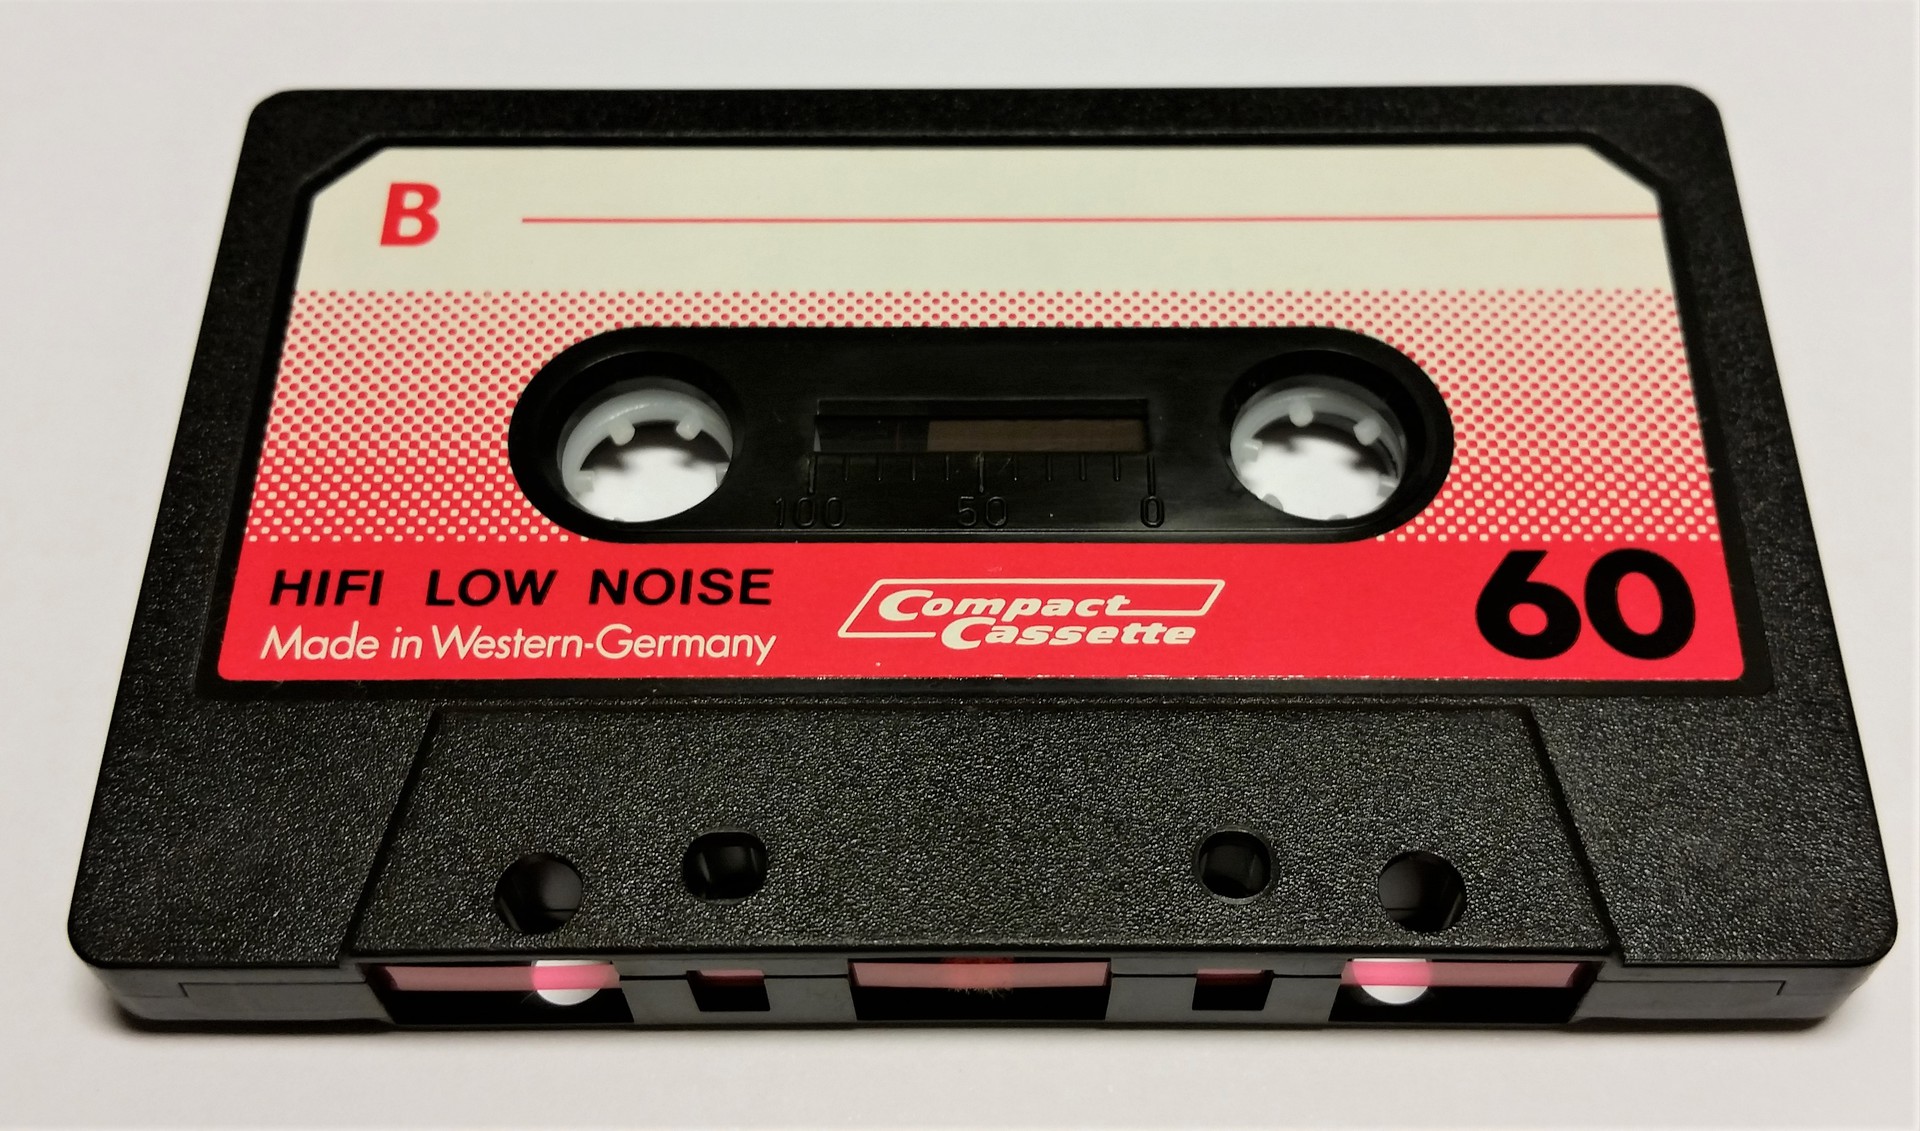 B
100 50 0
HIFI LOW NOISE
Made in Western-Germany
Compact
Cassette
60